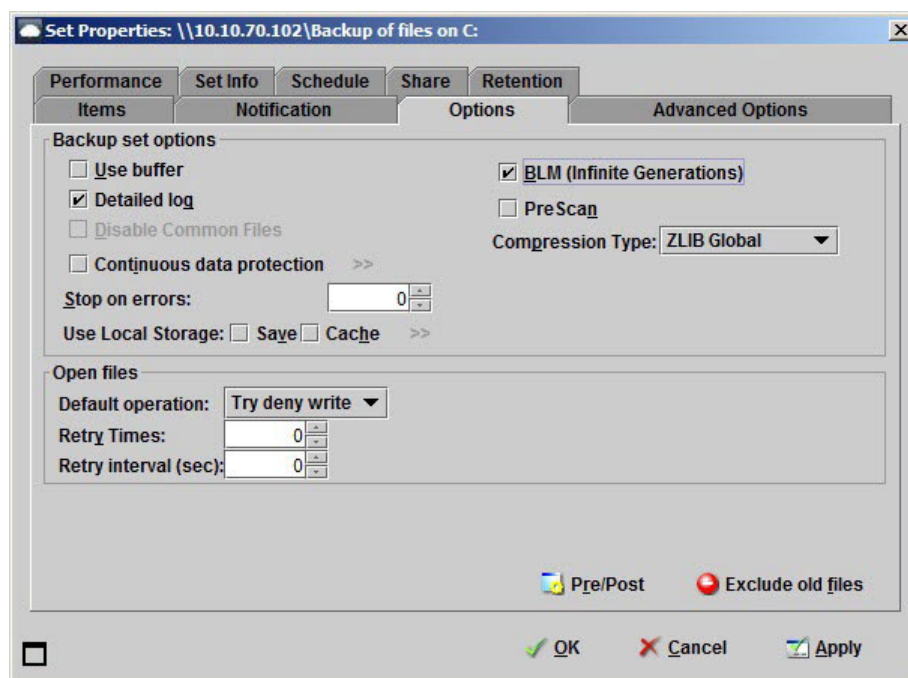 Set Properties: \\10.10.70.102\Backup of files on C:
Performance Set Info Schedule Share Retention
Items Notification Options Advanced Options
Backup set options
Use buffer
BLM (Infinite Generations)
Detailed log
PreScan
Disable Common Files
Compression Type: ZLIB Global
Continuous data protection >>
Stop on errors: 0
Use Local Storage: Save Cache >>
Open files
Default operation: Try deny write
Retry Times: 0
Retry interval (sec): 0
Pre/Post Exclude old files
OK Cancel Apply